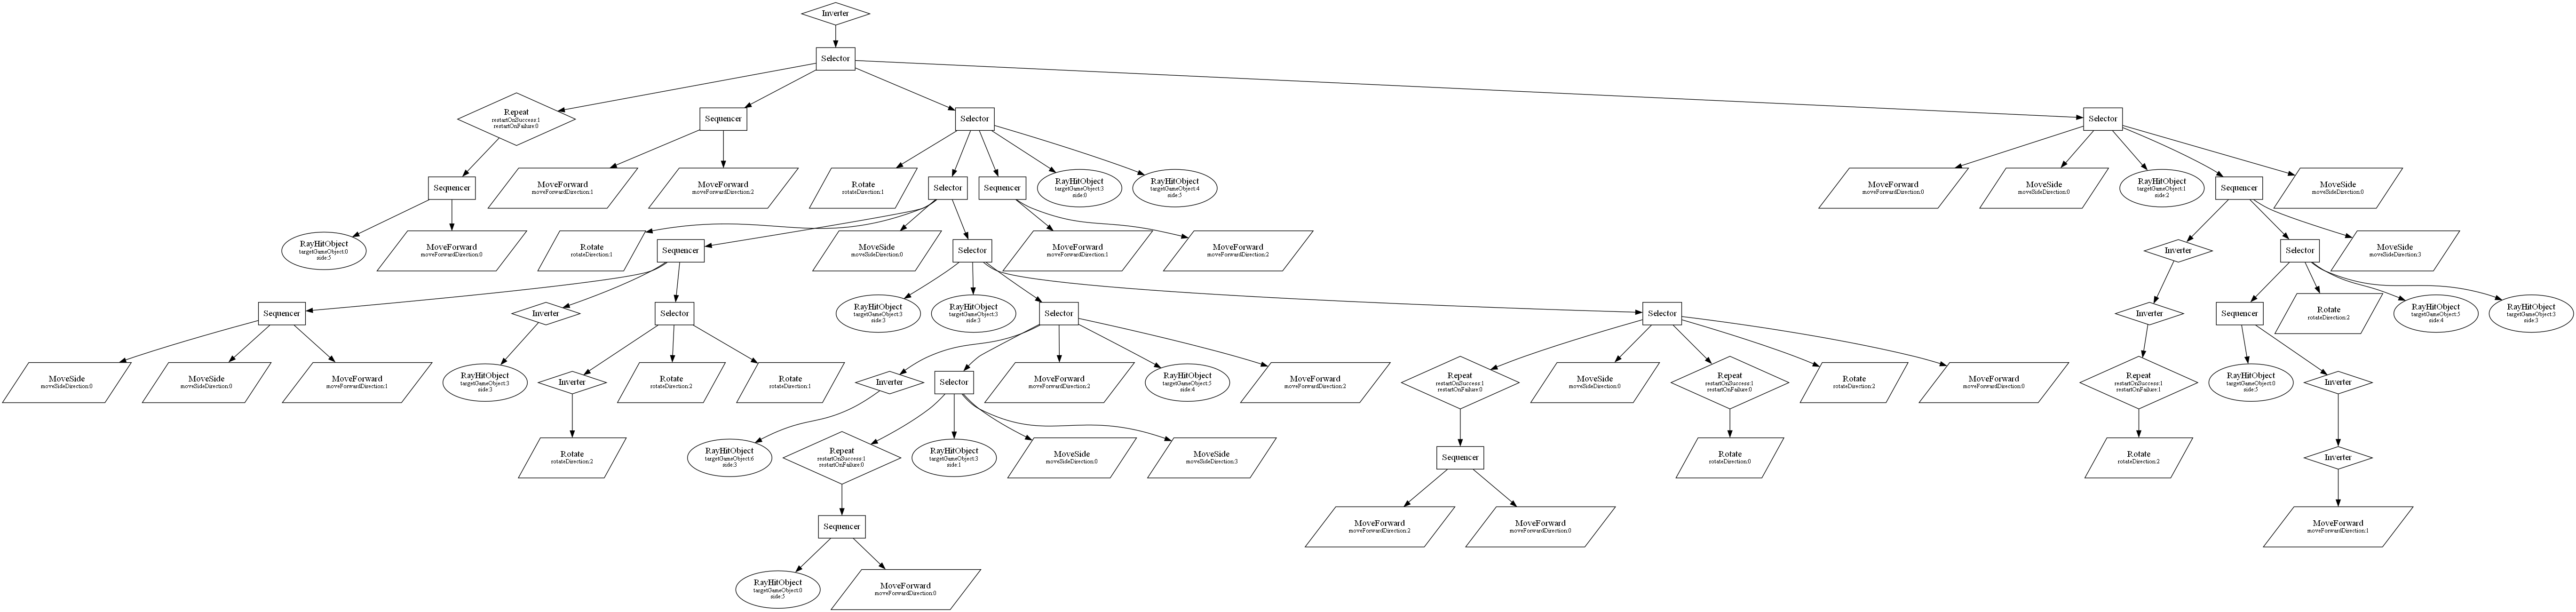 Inverter
Selector
Repeat
restartOnSuccess:1
restartOnFailure:0
Sequencer
Selector
Selector
Sequencer
MoveForward
moveForwardDirection:1
MoveForward
moveForwardDirection:2
Rotate
rotateDirection:1
Selector
Sequencer
RayHitObject
targetGameObject:3
side:0
RayHitObject
targetGameObject:4
side:5
MoveForward
moveForwardDirection:0
MoveSide
moveSideDirection:0
RayHitObject
targetGameObject:1
side:2
Sequencer
MoveSide
moveSideDirection:0
RayHitObject
targetGameObject:0
side:5
MoveForward
moveForwardDirection:0
Rotate
rotateDirection:1
Sequencer
MoveSide
moveSideDirection:0
Selector
MoveForward
moveForwardDirection:1
MoveForward
moveForwardDirection:2
Inverter
Selector
MoveSide
moveSideDirection:3
Sequencer
Inverter
Selector
RayHitObject
targetGameObject:3
side:3
RayHitObject
targetGameObject:3
side:3
Selector
Selector
Inverter
Sequencer
Rotate
rotateDirection:2
RayHitObject
targetGameObject:5
side:4
RayHitObject
targetGameObject:3
side:3
MoveSide
moveSideDirection:0
MoveSide
moveSideDirection:0
MoveForward
moveForwardDirection:1
RayHitObject
targetGameObject:3
side:3
Inverter
Rotate
rotateDirection:2
Rotate
rotateDirection:1
Inverter
Selector
MoveForward
moveForwardDirection:2
RayHitObject
targetGameObject:5
side:4
MoveForward
moveForwardDirection:2
Repeat
restartOnSuccess:1
restartOnFailure:0
MoveSide
moveSideDirection:0
Repeat
restartOnSuccess:1
restartOnFailure:0
Rotate
rotateDirection:2
MoveForward
moveForwardDirection:0
Repeat
restartOnSuccess:1
restartOnFailure:1
RayHitObject
targetGameObject:0
side:5
Inverter
Rotate
rotateDirection:2
RayHitObject
targetGameObject:6
side:3
Repeat
restartOnSuccess:1
restartOnFailure:0
RayHitObject
targetGameObject:3
side:1
MoveSide
moveSideDirection:0
MoveSide
moveSideDirection:3
Sequencer
Rotate
rotateDirection:0
Rotate
rotateDirection:2
Inverter
Sequencer
MoveForward
moveForwardDirection:2
MoveForward
moveForwardDirection:0
MoveForward
moveForwardDirection:1
RayHitObject
targetGameObject:0
side:5
MoveForward
moveForwardDirection:0